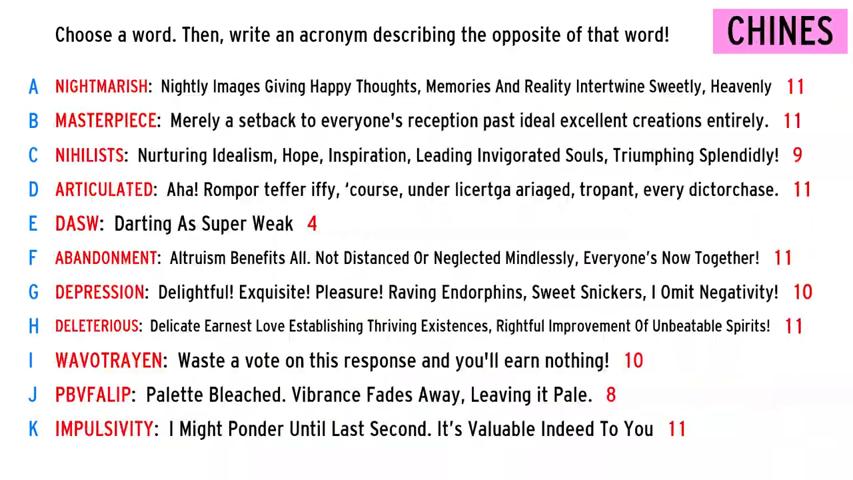 Choose a word. Then, write an acronym describing the opposite of that word! CHINES
A NIGHTMARISH: Nightly Images Giving Happy Thoughts, Memories And Reality Intertwine Sweetly, Heavenly 11
B MASTERPIECE: Merely a setback to everyone's reception past ideal excellent creations entirely. 11
C NIHILISTS: Nurturing Idealism, Hope, Inspiration, Leading Invigorated Souls, Triumphing Splendidly! 9
D ARTICULATED: Aha! Rompor teffer iffy, ‘course, under licertga ariaged, tropant, every dictorchase. 11
E DASW: Darting As Super Weak 4
F ABANDONMENT: Altruism Benefits All. Not Distanced Or Neglected Mindlessly, Everyone’s Now Together! 11
G DEPRESSION: Delightful! Exquisite! Pleasure! Raving Endorphins, Sweet Snickers, I Omit Negativity! 10
H DELETERIOUS: Delicate Earnest Love Establishing Thriving Existences, Rightful Improvement Of Unbeatable Spirits! 11
I WAVOTRAYEN: Waste a vote on this response and you'll earn nothing! 10
J PBVFALIP: Palette Bleached. Vibrance Fades Away, Leaving it Pale. 8
K IMPULSIVITY: I Might Ponder Until Last Second. It’s Valuable Indeed To You 11